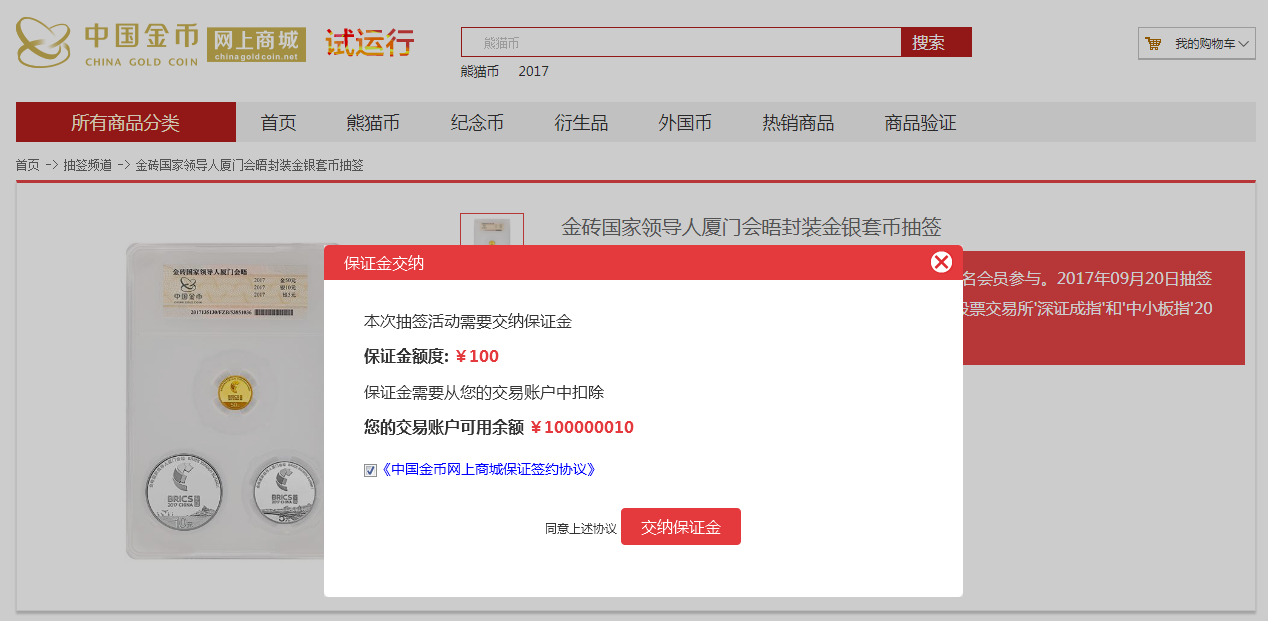 中国金币
CHINA GOLD COIN
网上商城
chinagoldcoin.net
试运行
熊猫币
搜索
我的购物车
熊猫币 2017
所有商品分类 首页 熊猫币 纪念币 衍生品 外国币 热销商品 商品验证
首页 -> 抽签频道 -> 金砖国家领导人厦门会晤封装金银套币抽签
金砖国家领导人厦门会晤封装金银套币抽签
名会员参与。2017年09月20日抽签
股票交易所'深证成指'和'中小板指'20
金砖国家领导人厦门会晤
中国金币
2017
2017
2017
BRICS
2017 CHINA
BRICS
2017 CHINA
保证金交纳
本次抽签活动需要交纳保证金
保证金额度: ￥100
保证金需要从您的交易账户中扣除
您的交易账户可用余额 ￥100000010
《中国金币网上商城保证签约协议》
同意上述协议 交纳保证金